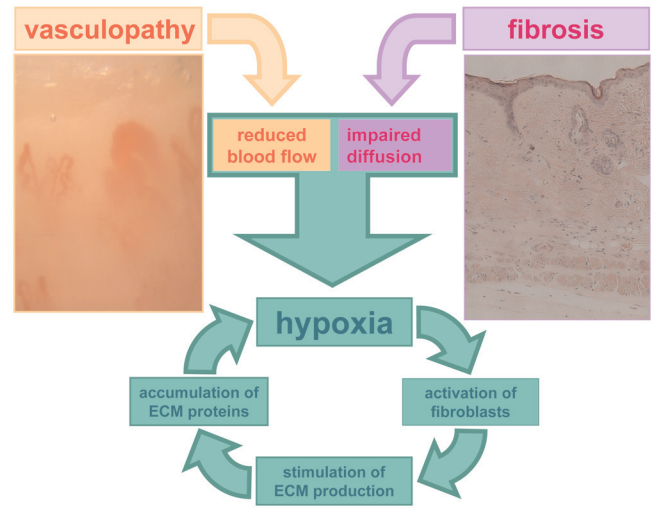 vasculopathy
fibrosis
reduced
blood flow
impaired
diffusion
hypoxia
activation of
fibroblasts
stimulation of
ECM production
accumulation of
ECM proteins